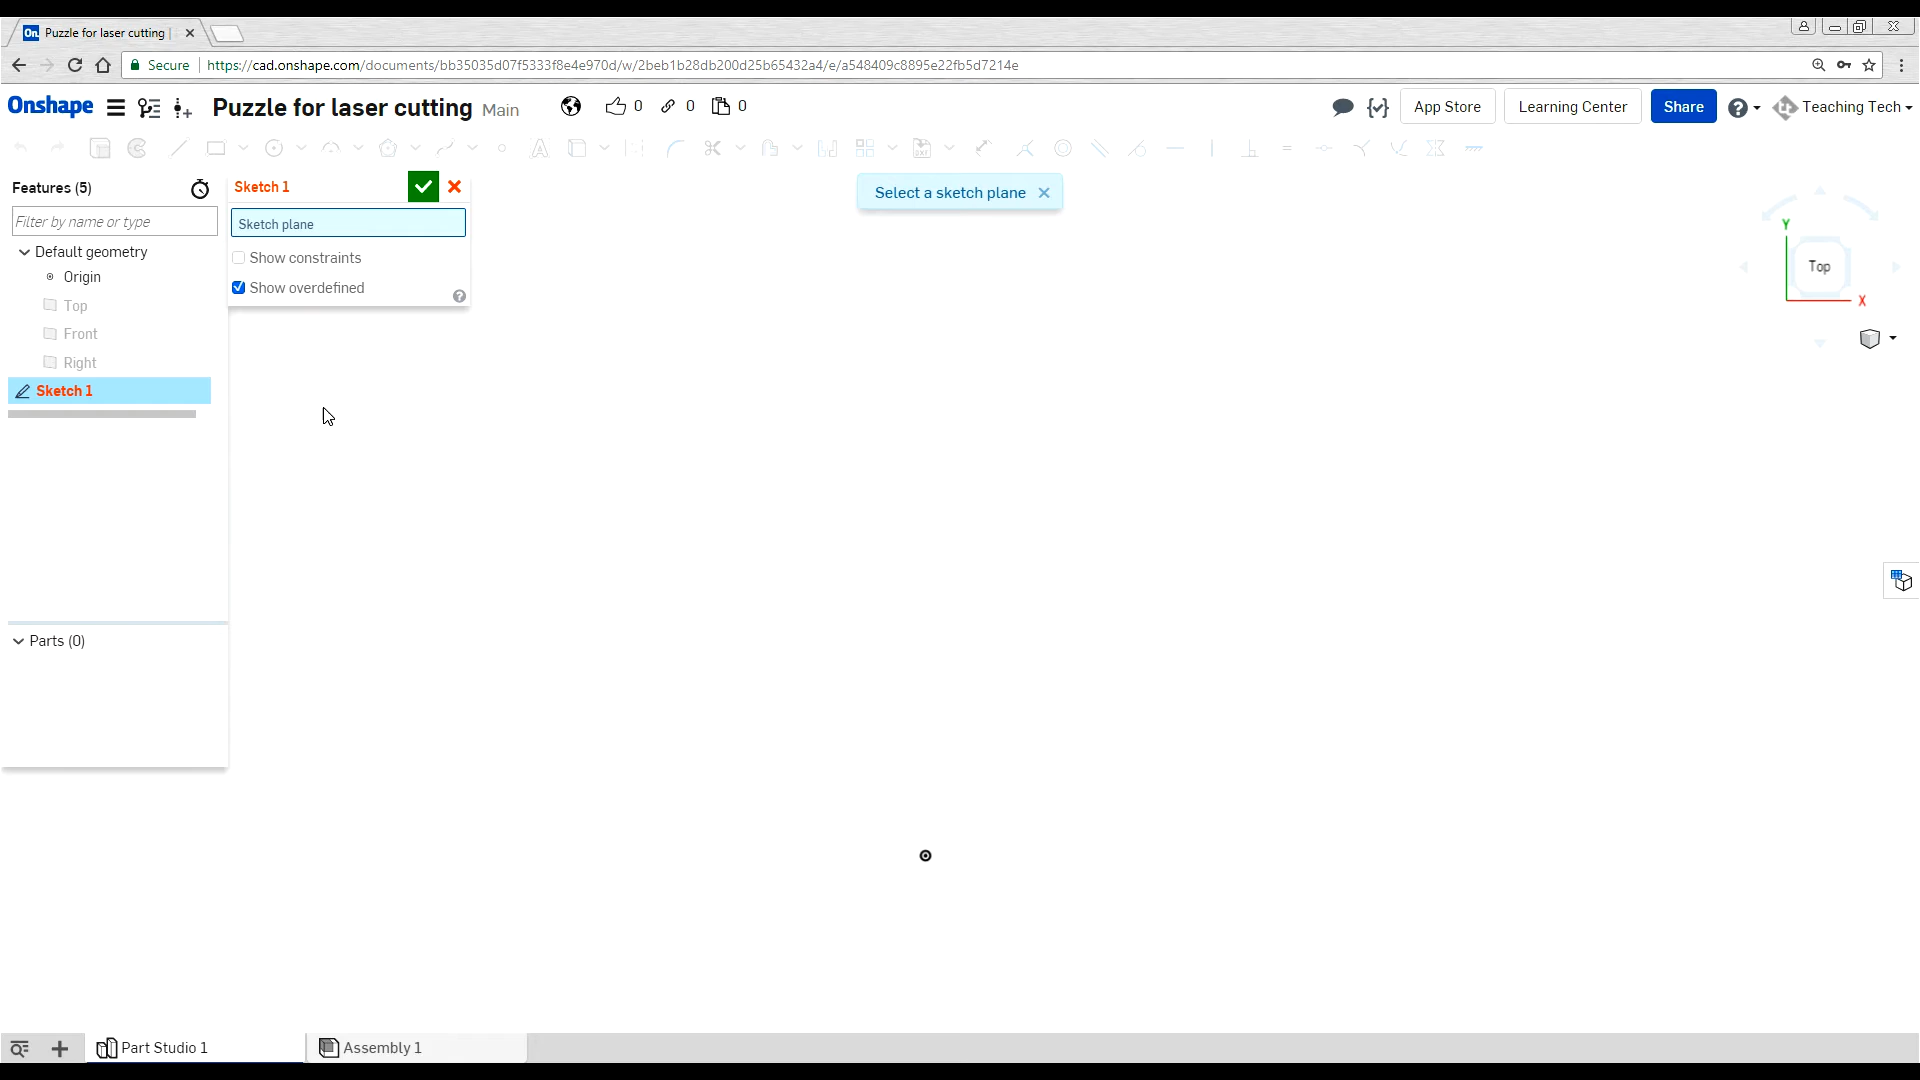 On. Puzzle for laser cutting |
Secure https://cad.onshape.com/documents/bb35035d07f5333f8e4e970d/w/2beb1b28db200d25b65432a4/e/a548409c8895e22fb5d7214e
Onshape Puzzle for laser cutting Main 0 0 0 App Store Learning Center Share Teaching Tech
Features (5)
Filter by name or type
Default geometry
Origin
Top
Front
Right
Sketch 1
Sketch 1
Sketch plane
Show constraints
Show overdefined
Select a sketch plane
Y
Top
X
Parts (0)
Part Studio 1
Assembly 1